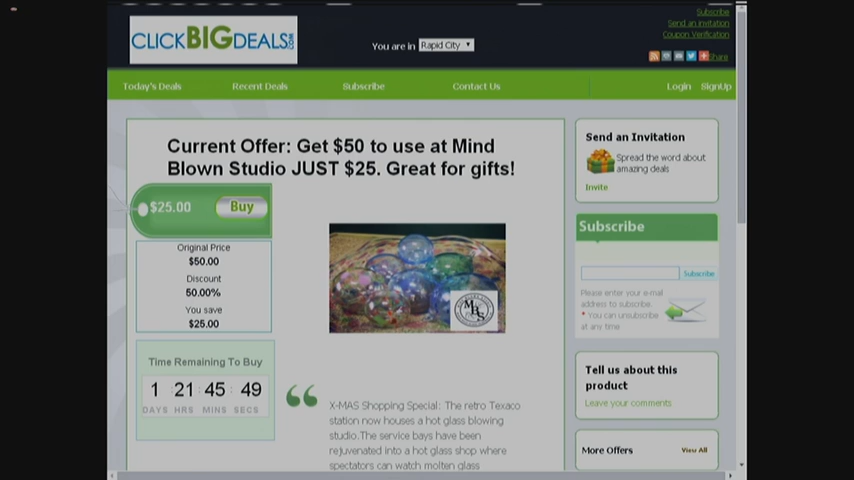 CLICKBIGDEALS.COM
You are in Rapid City
Subscribe
Send an Invitation
Coupon Verification
Share
Today's Deals Recent Deals Subscribe Contact Us Login SignUp
Current Offer: Get $50 to use at Mind
Blown Studio JUST $25. Great for gifts!
$25.00 Buy
Original Price
$50.00
Discount
50.00%
You save
$25.00
Time Remaining To Buy
1 : 21 : 45 : 49
DAYS HRS MINS SECS
MBS
X-MAS Shopping Special: The retro Texaco
station now houses a hot glass blowing
studio.The service bays have been
rejuvenated into a hot glass shop where
spectators can watch molten glass
Send an Invitation
Spread the word about
amazing deals
Invite
Subscribe
Subscribe
Please enter your e-mail
address to subscribe.
* You can unsubscribe
at any time
Tell us about this
product
Leave your comments
More Offers View All